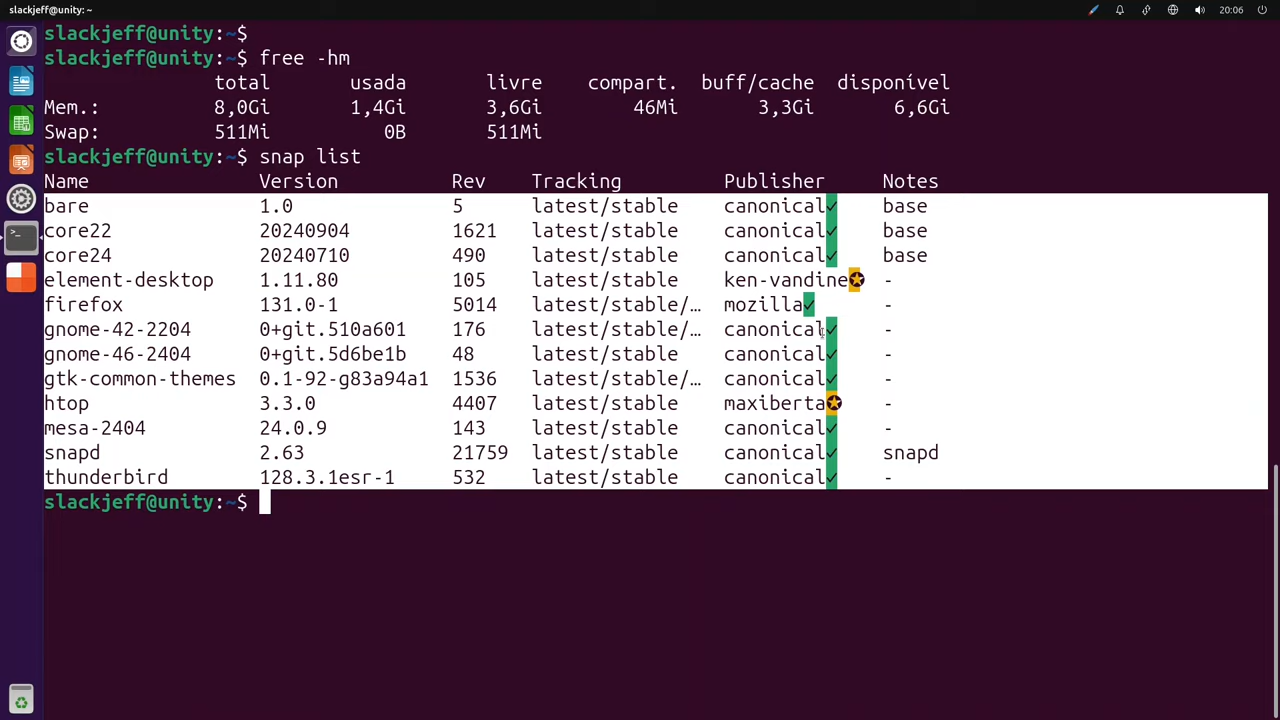 slackjeff@unity: ~
20:06
slackjeff@unity:~$
slackjeff@unity:~$ free -hm
total usada livre compart. buff/cache disponível
Mem.: 8,0Gi 1,4Gi 3,6Gi 46Mi 3,3Gi 6,6Gi
Swap: 511Mi 0B 511Mi
slackjeff@unity:~$ snap list
Name Version Rev Tracking Publisher Notes
bare 1.0 5 latest/stable canonical✓ base
core22 20240904 1621 latest/stable canonical✓ base
core24 20240710 490 latest/stable canonical✓ base
element-desktop 1.11.80 105 latest/stable ken-vandine✪ -
firefox 131.0-1 5014 latest/stable/… mozilla✓ -
gnome-42-2204 0+git.510a601 176 latest/stable/… canonical✓ -
gnome-46-2404 0+git.5d6be1b 48 latest/stable canonical✓ -
gtk-common-themes 0.1-92-g83a94a1 1536 latest/stable/… canonical✓ -
htop 3.3.0 4407 latest/stable maxiberta✪ -
mesa-2404 24.0.9 143 latest/stable canonical✓ -
snapd 2.63 21759 latest/stable canonical✓ snapd
thunderbird 128.3.1esr-1 532 latest/stable canonical✓ -
slackjeff@unity:~$